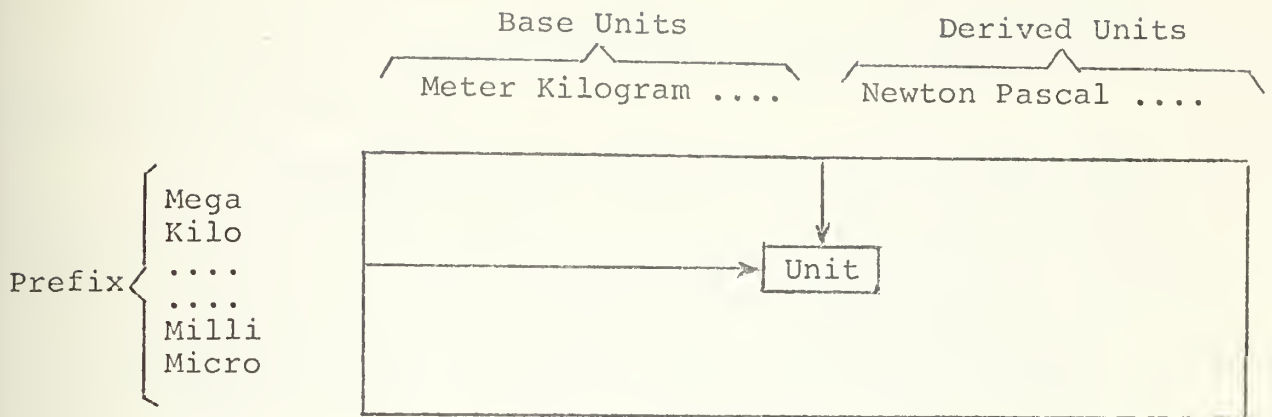 Base Units
Derived Units
Meter Kilogram ....
Newton Pascal ....
Mega
Kilo
....
Prefix
....
Milli
Micro
Unit